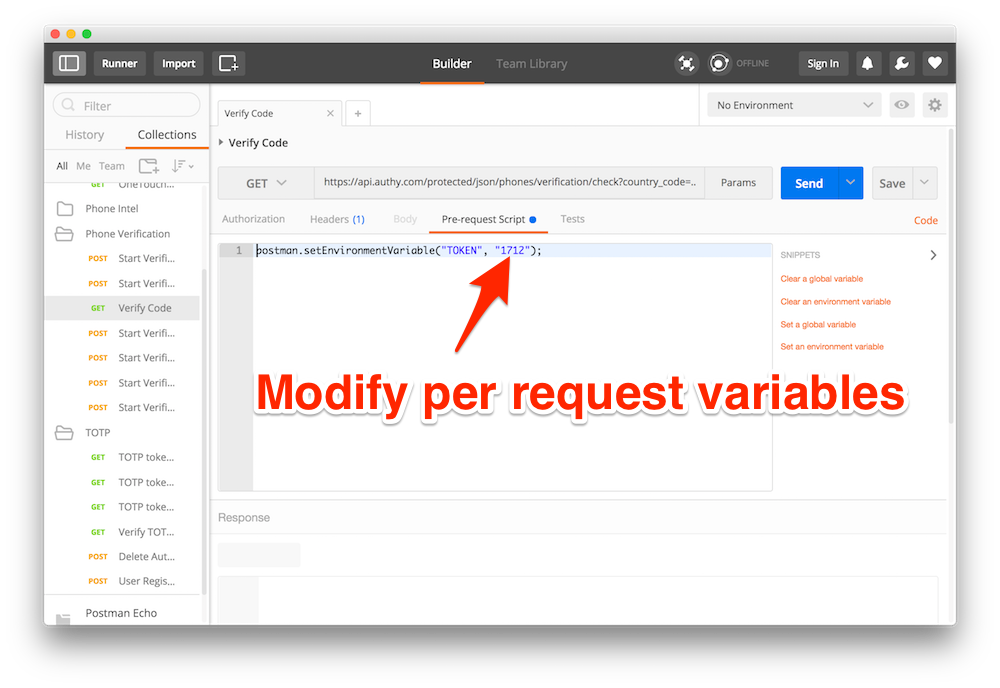 Runner
Import
Builder
Team Library
OFFLINE
Sign In
Filter
History
Collections
All Me Team
GET OneTouch...
Phone Intel
Phone Verification
POST Start Verifi...
POST Start Verifi...
GET Verify Code
POST Start Verifi...
POST Start Verifi...
POST Start Verifi...
POST Start Verifi...
TOTP
GET TOTP toke...
GET TOTP toke...
GET TOTP toke...
GET Verify TOT...
POST Delete Aut...
POST User Regis...
Postman Echo
Verify Code
No Environment
Verify Code
GET
https://api.authy.com/protected/json/phones/verification/check?country_code=..
Params
Send
Save
Authorization
Headers (1)
Body
Pre-request Script
Tests
Code
1 postman.setEnvironmentVariable("TOKEN", "1712");
SNIPPETS
Clear a global variable
Clear an environment variable
Set a global variable
Set an environment variable
Modify per request variables
Response